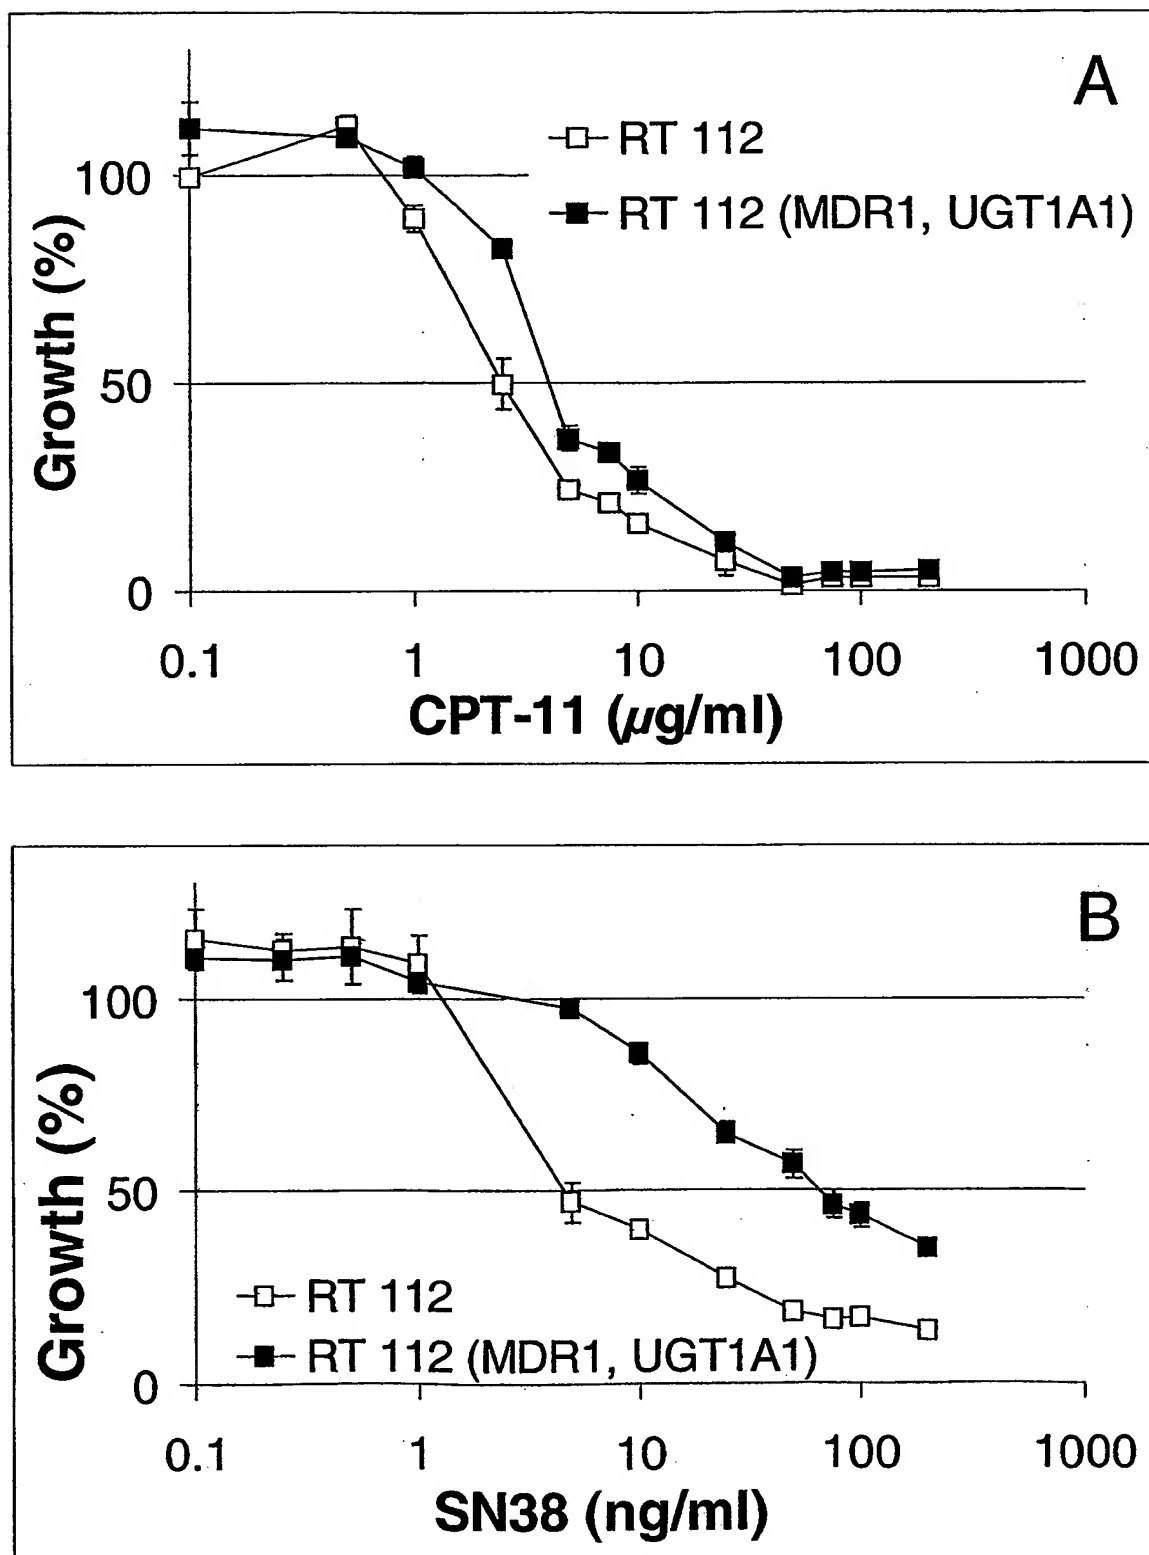 A
RT 112
RT 112 (MDR1, UGT1A1)
100
50
0
Growth (%)
0.1 1 10 100 1000
CPT-11 (µg/ml)
B
100
50
0
Growth (%)
RT 112
RT 112 (MDR1, UGT1A1)
0.1 1 10 100 1000
SN38 (ng/ml)